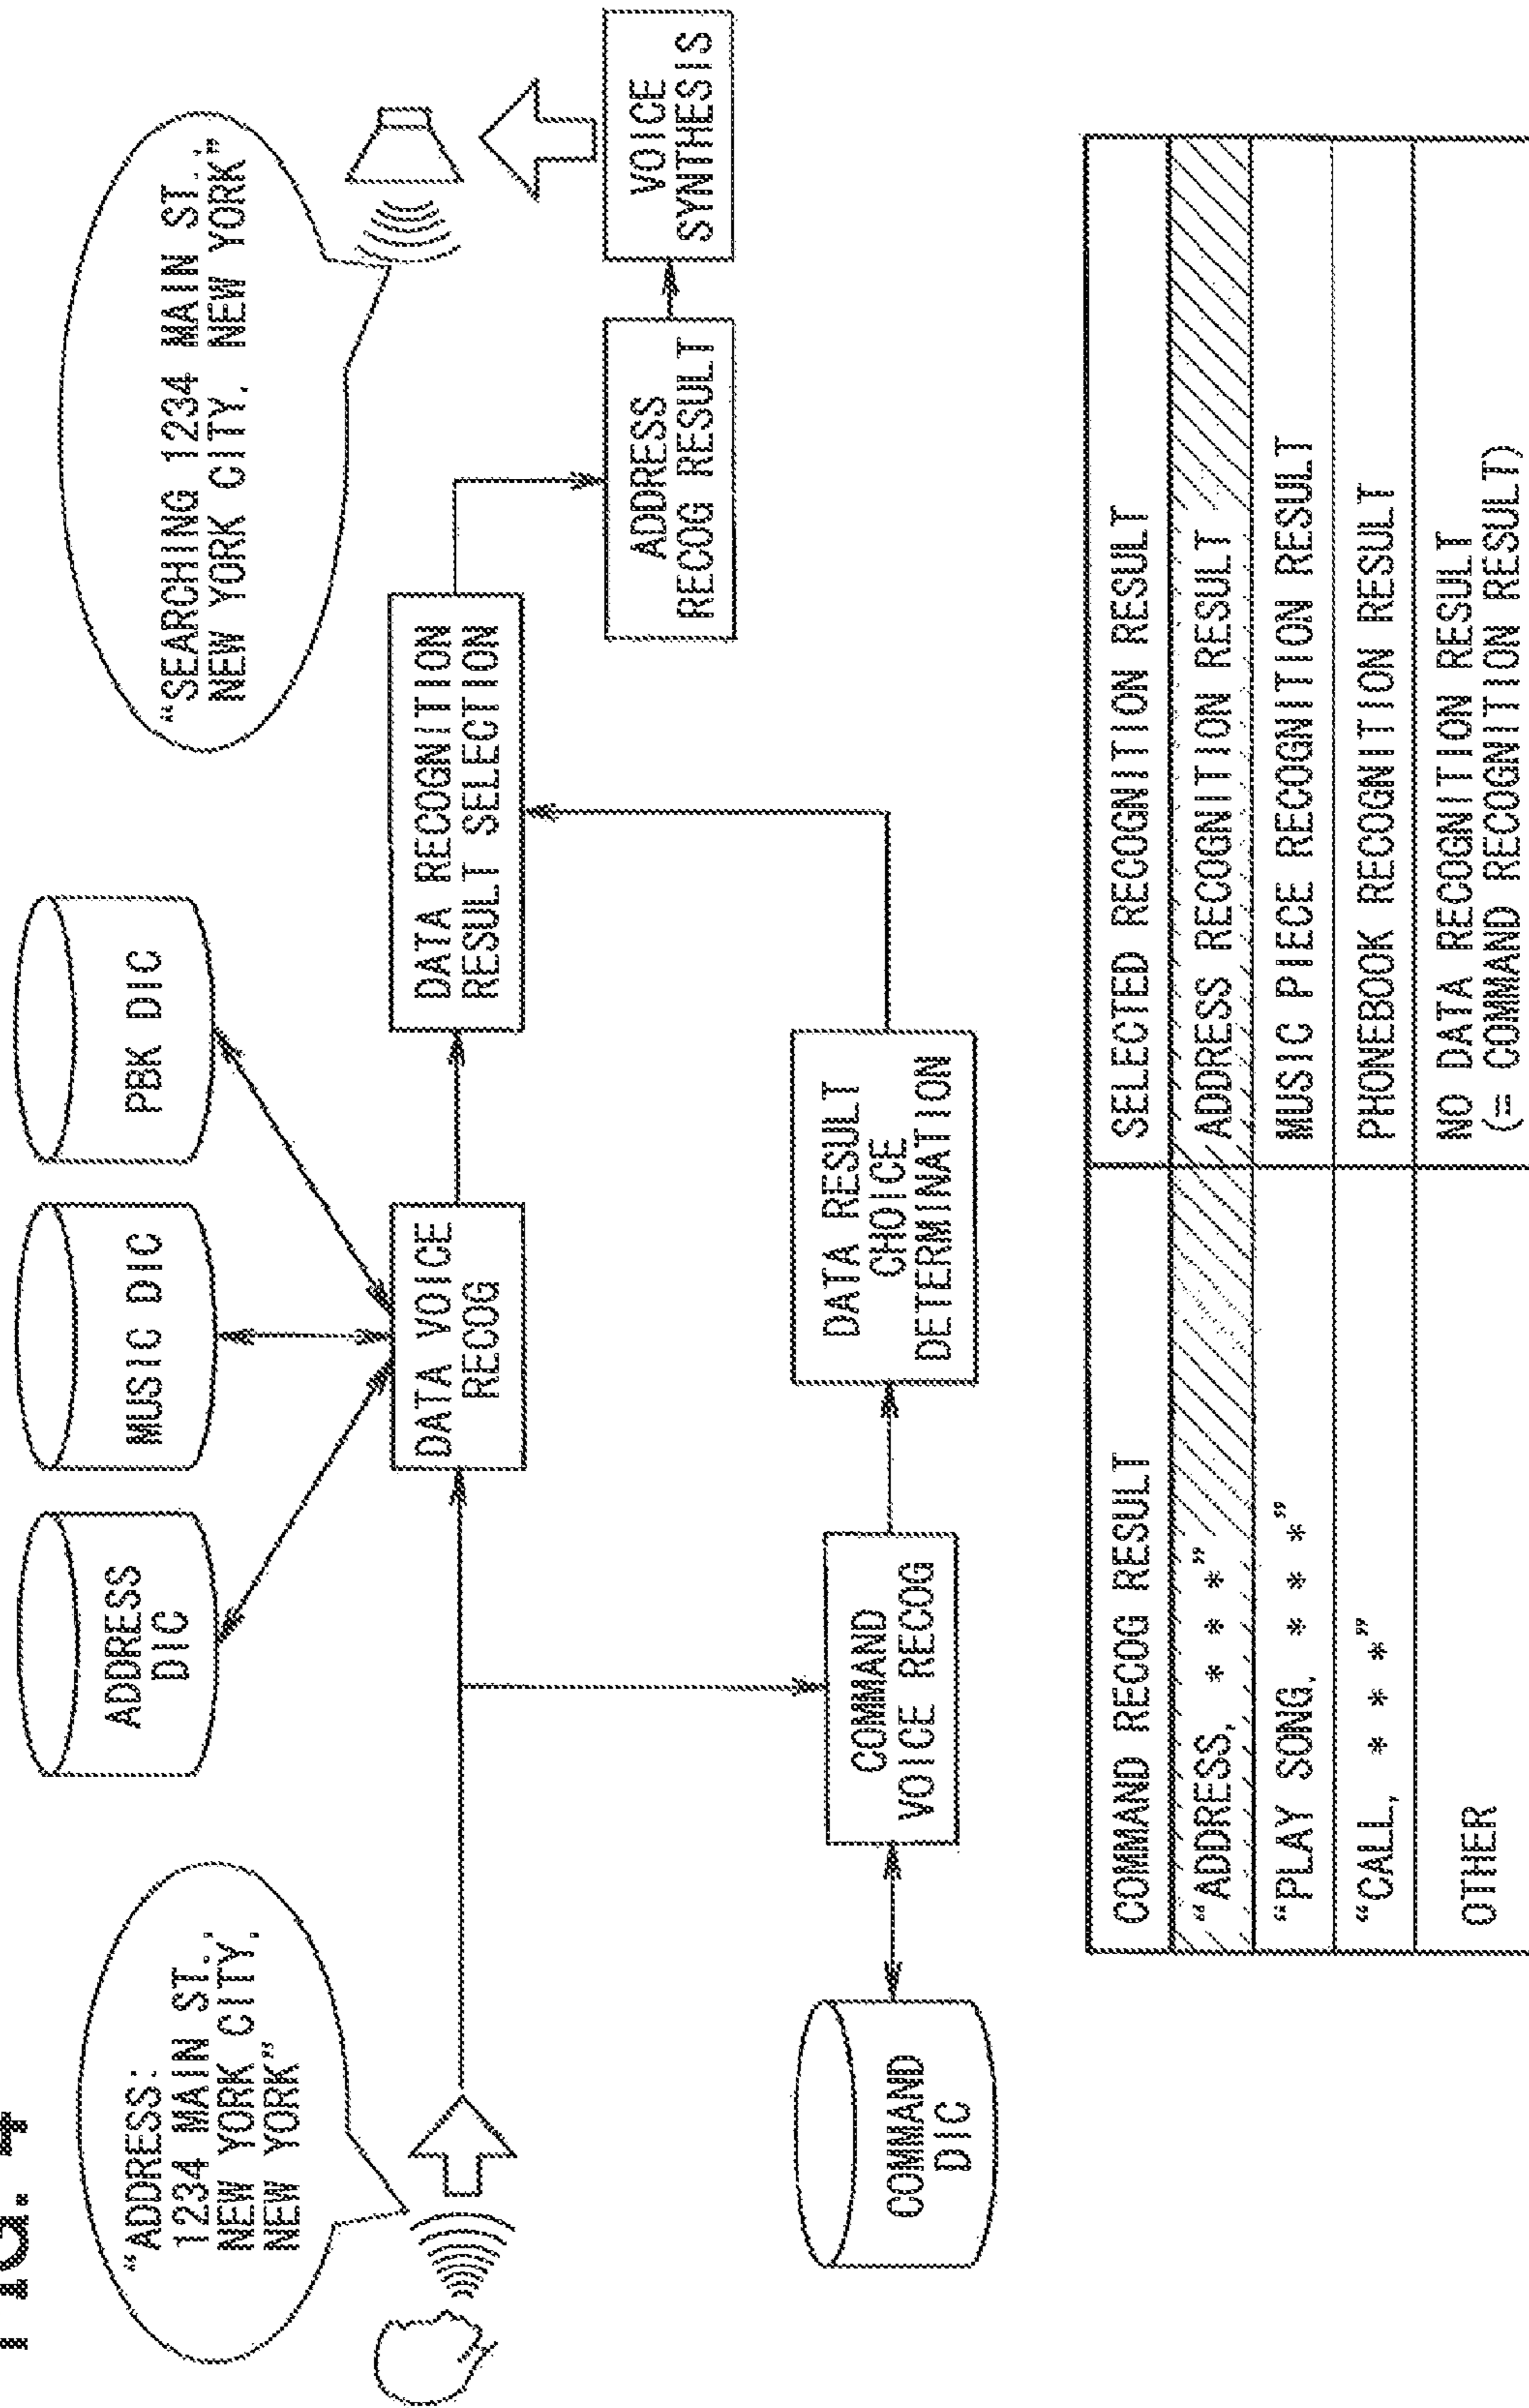 FIG. 4
“ADDRESS:
1234 MAIN ST.,
NEW YORK CITY,
NEW YORK”
ADDRESS
DIC
MUSIC DIC
PBK DIC
“SEARCHING 1234 MAIN ST.,
NEW YORK CITY, NEW YORK”
DATA VOICE
RECOG
DATA RECOGNITION
RESULT SELECTION
ADDRESS
RECOG RESULT
VOICE
SYNTHESIS
COMMAND
DIC
COMMAND
VOICE RECOG
DATA RESULT
CHOICE
DETERMINATION
COMMAND RECOG RESULT
SELECTED RECOGNITION RESULT
“ADDRESS, * * *”
ADDRESS RECOGNITION RESULT
“PLAY SONG, * * *”
MUSIC PIECE RECOGNITION RESULT
“CALL, * * *”
PHONEBOOK RECOGNITION RESULT
OTHER
NO DATA RECOGNITION RESULT
(= COMMAND RECOGNITION RESULT)